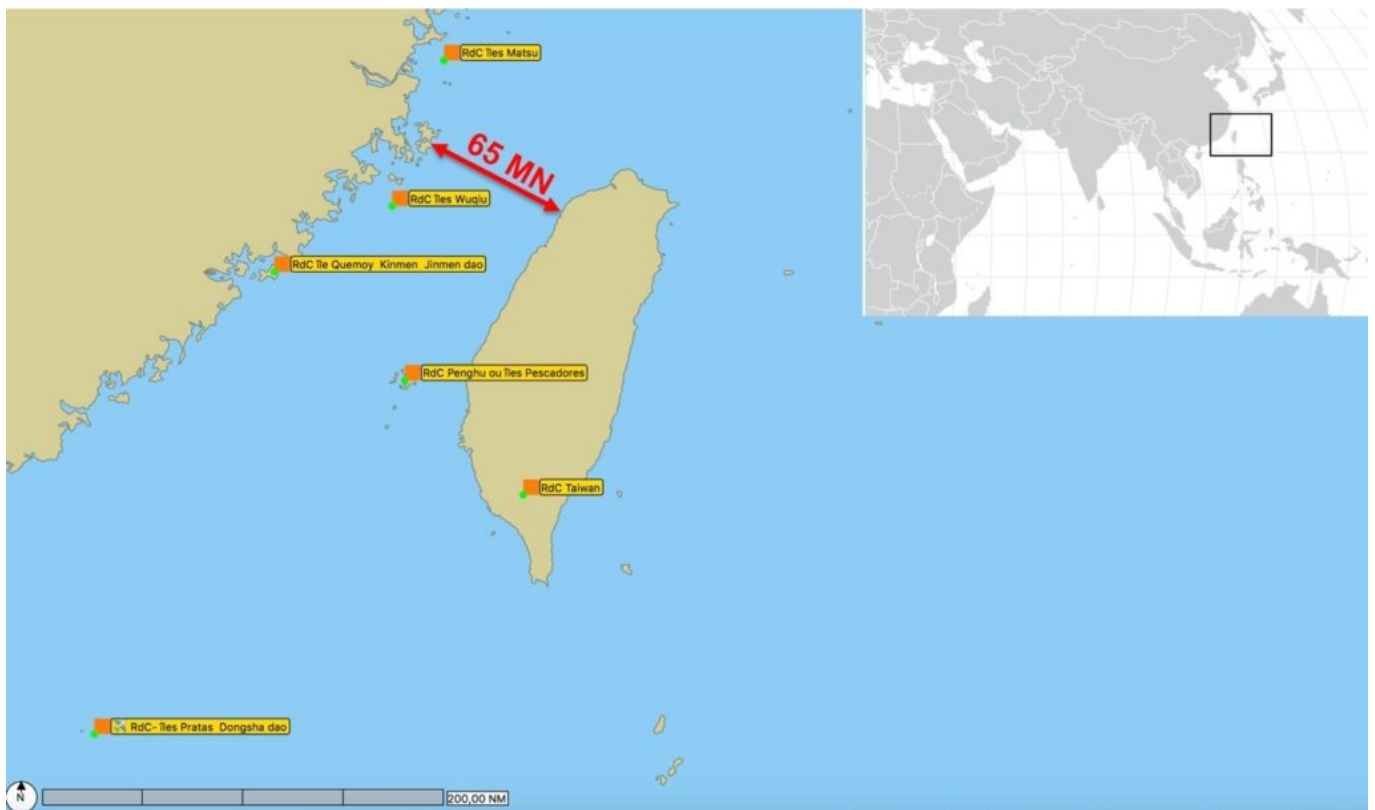 RdC îles Matsu
65 MN
RdC îles Wuqiu
RdC île Quemoy Kinmen Jinmen dao
RdC Penghu ou îles Pescadores
RdC Taiwan
RdC- îles Pratas Dongsha dao
N
200,00 NM